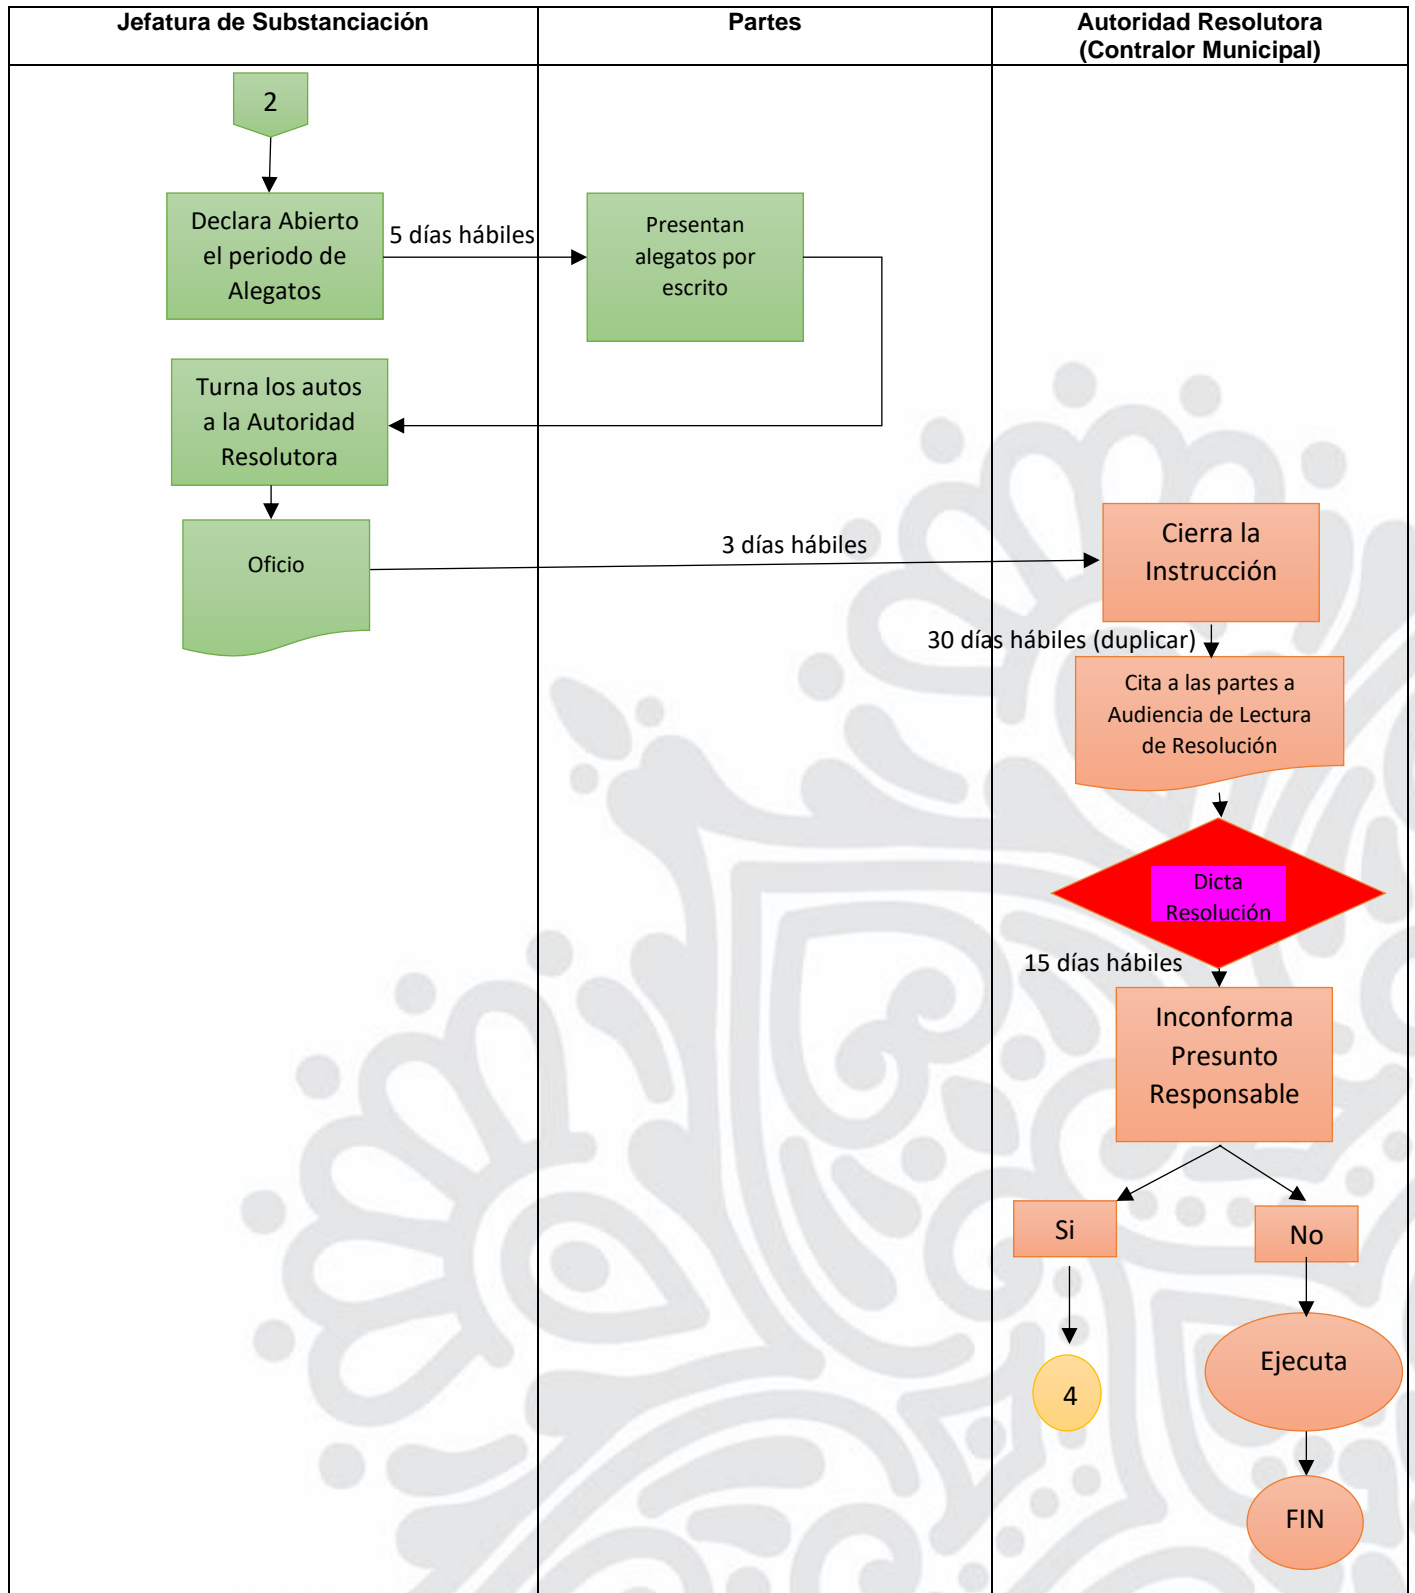 Jefatura de Substanciación
Partes
Autoridad Resolutora
(Contralor Municipal)
2
Declara Abierto
el periodo de
Alegatos
5 días hábiles
Presentan
alegatos por
escrito
Turna los autos
a la Autoridad
Resolutora
Oficio
3 días hábiles
Cierra la
Instrucción
30 días hábiles (duplicar)
Cita a las partes a
Audiencia de Lectura
de Resolución
Dicta
Resolución
15 días hábiles
Inconforma
Presunto
Responsable
Si
No
4
Ejecuta
FIN